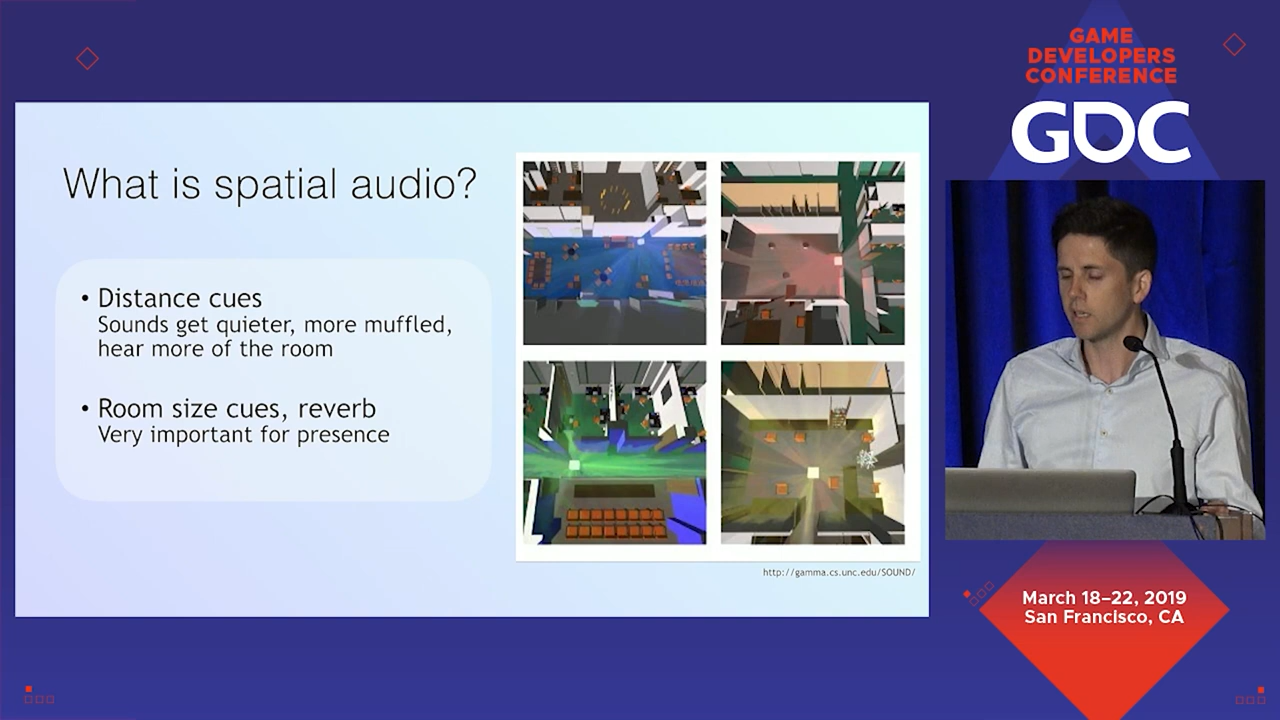 What is spatial audio?
• Distance cues
Sounds get quieter, more muffled,
hear more of the room
• Room size cues, reverb
Very important for presence
http://gamma.cs.unc.edu/SOUND/
GAME
DEVELOPERS
CONFERENCE
GDC
March 18–22, 2019
San Francisco, CA